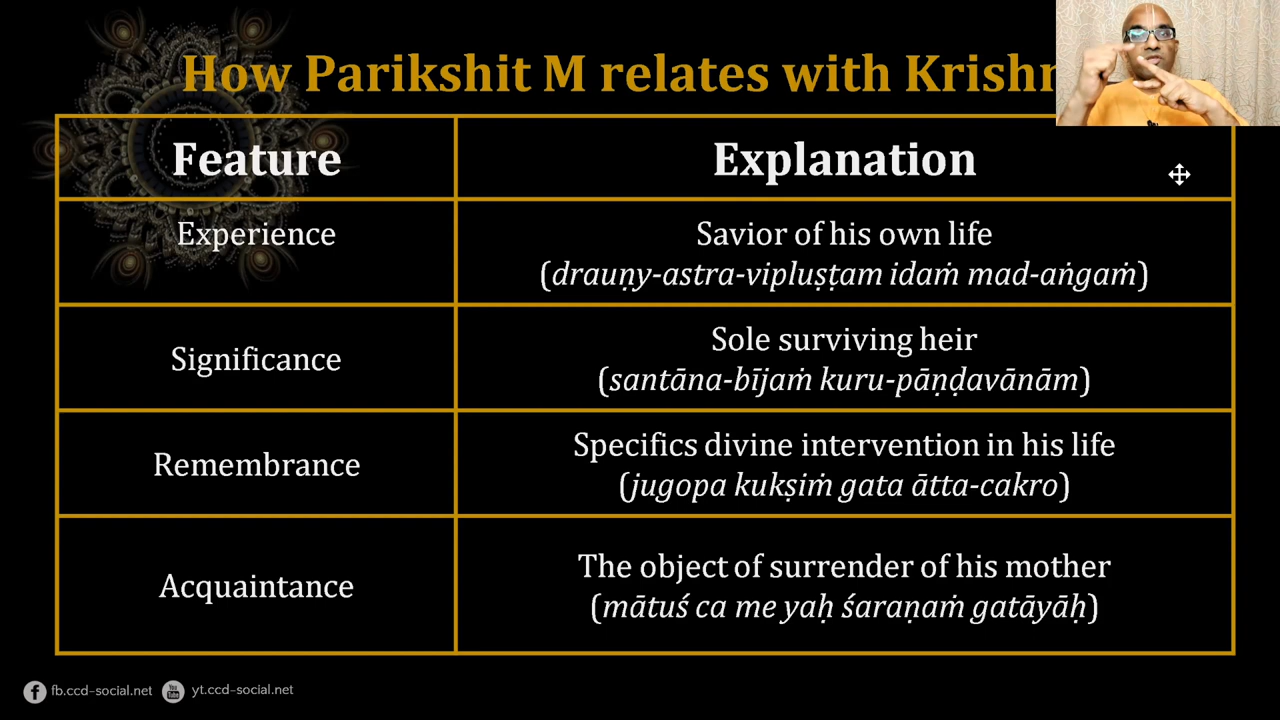 How Parikshit M relates with Krish
Feature
Explanation
Experience
Savior of his own life
(drauṇy-astra-vipluṣṭam idaṁ mad-aṅgaṁ)
Significance
Sole surviving heir
(santāna-bījaṁ kuru-pāṇḍavānām)
Remembrance
Specifics divine intervention in his life
(jugopa kukṣiṁ gata ātta-cakro)
Acquaintance
The object of surrender of his mother
(mātuś ca me yaḥ śaraṇaṁ gatāyāḥ)
fb.ccd-social.net
You Tube
yt.ccd-social.net